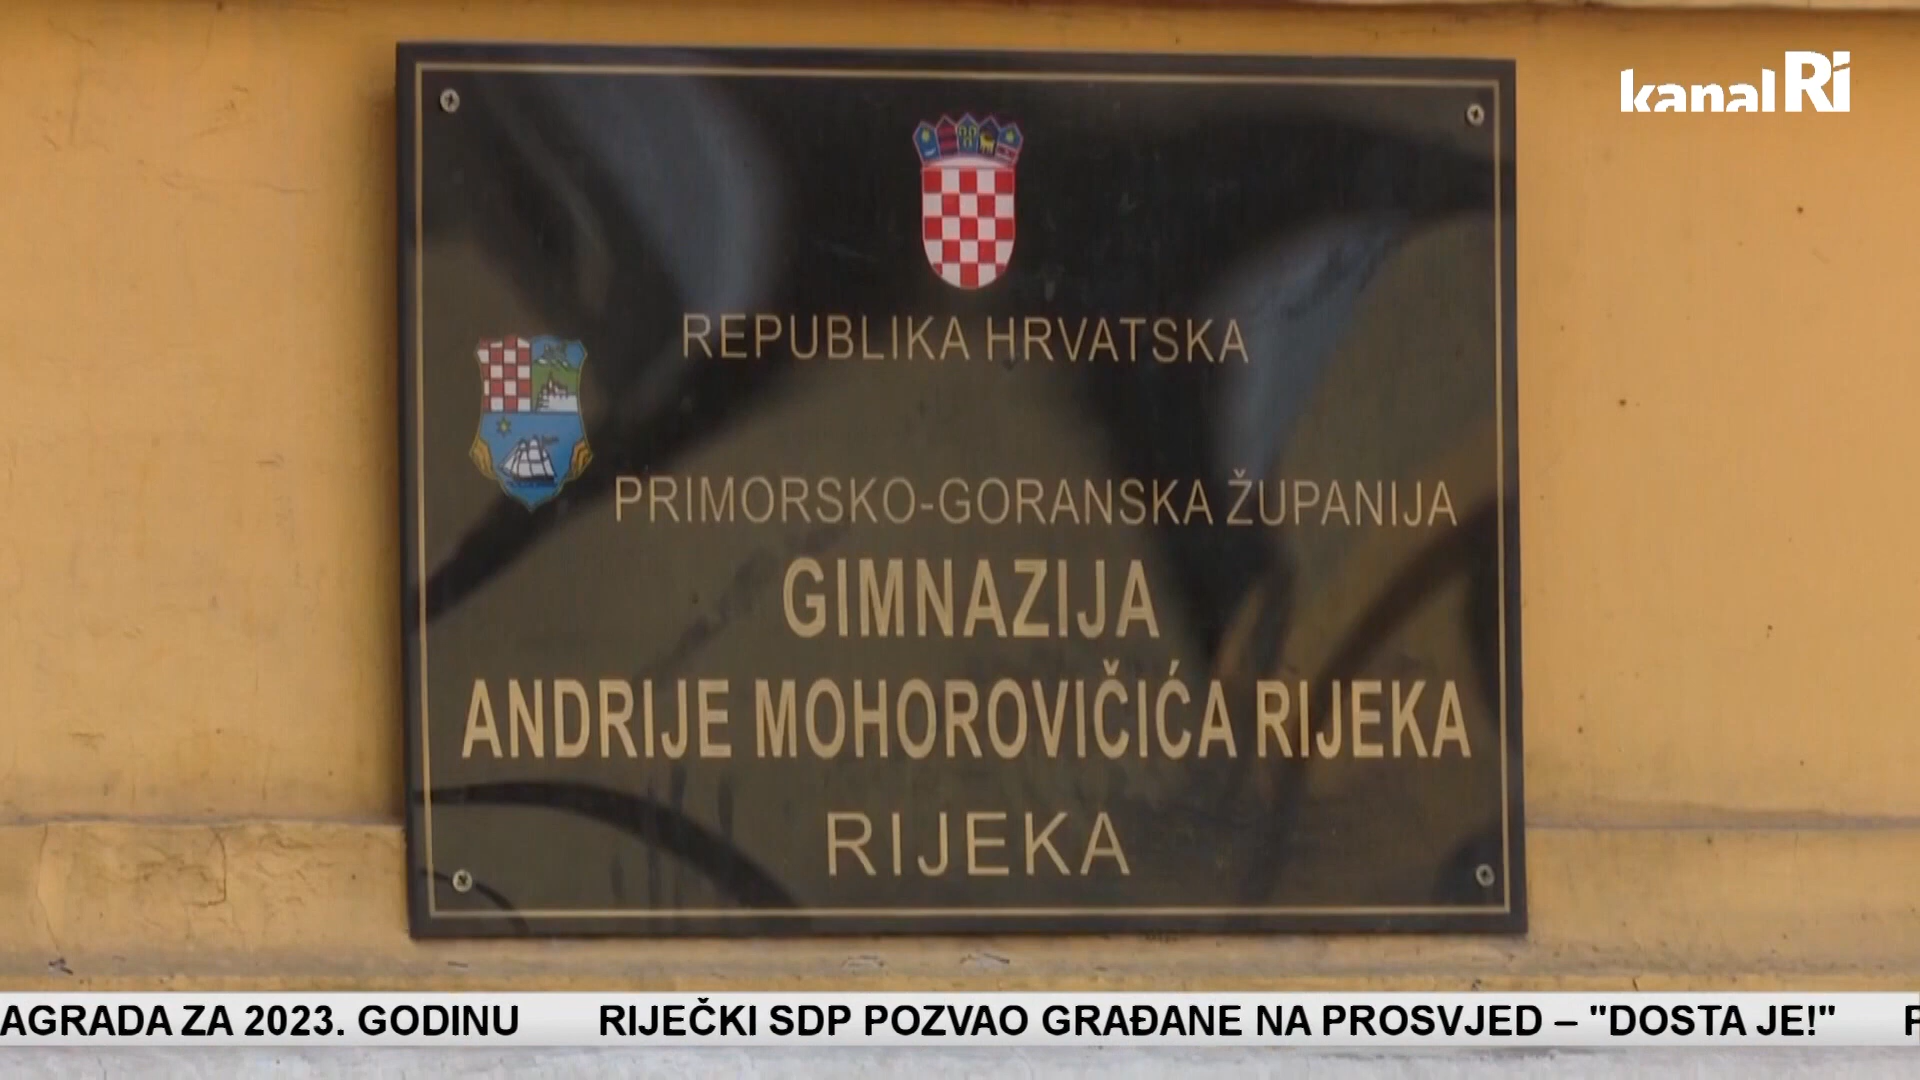 kanal Ri
REPUBLIKA HRVATSKA
PRIMORSKO-GORANSKA ŽUPANIJA
GIMNAZIJA
ANDRIJE MOHOROVIČIĆA RIJEKA
RIJEKA
AGRADA ZA 2023. GODINU RIJEČKI SDP POZVAO GRAĐANE NA PROSVJED – "DOSTA JE!"